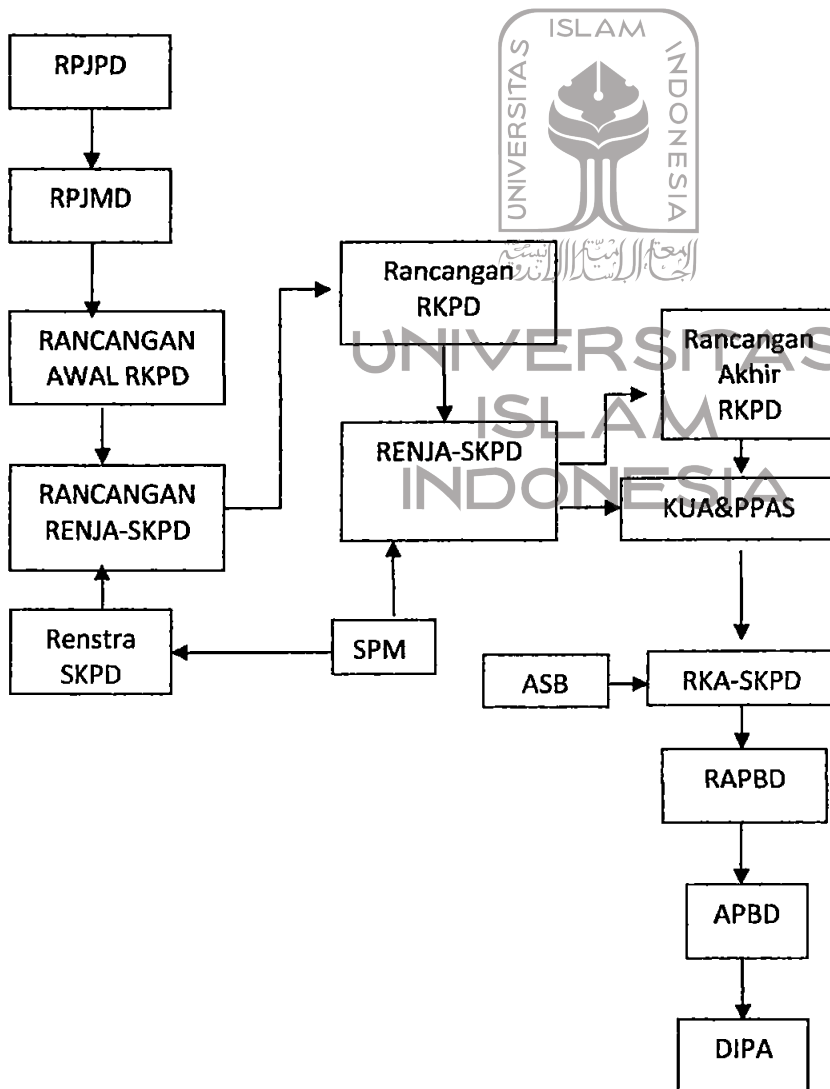 RPJPD
RPJMD
RANCANGAN
AWAL RKPD
RANCANGAN
RENJA-SKPD
Renstra
SKPD
Rancangan
RKPD
RENJA-SKPD
SPM
Rancangan
Akhir
RKPD
KUA&PPAS
ASB
RKA-SKPD
RAPBD
APBD
DIPA
UNIVERSITAS
ISLAM
INDONESIA
UNIVERSITAS
ISLAM
INDONESIA